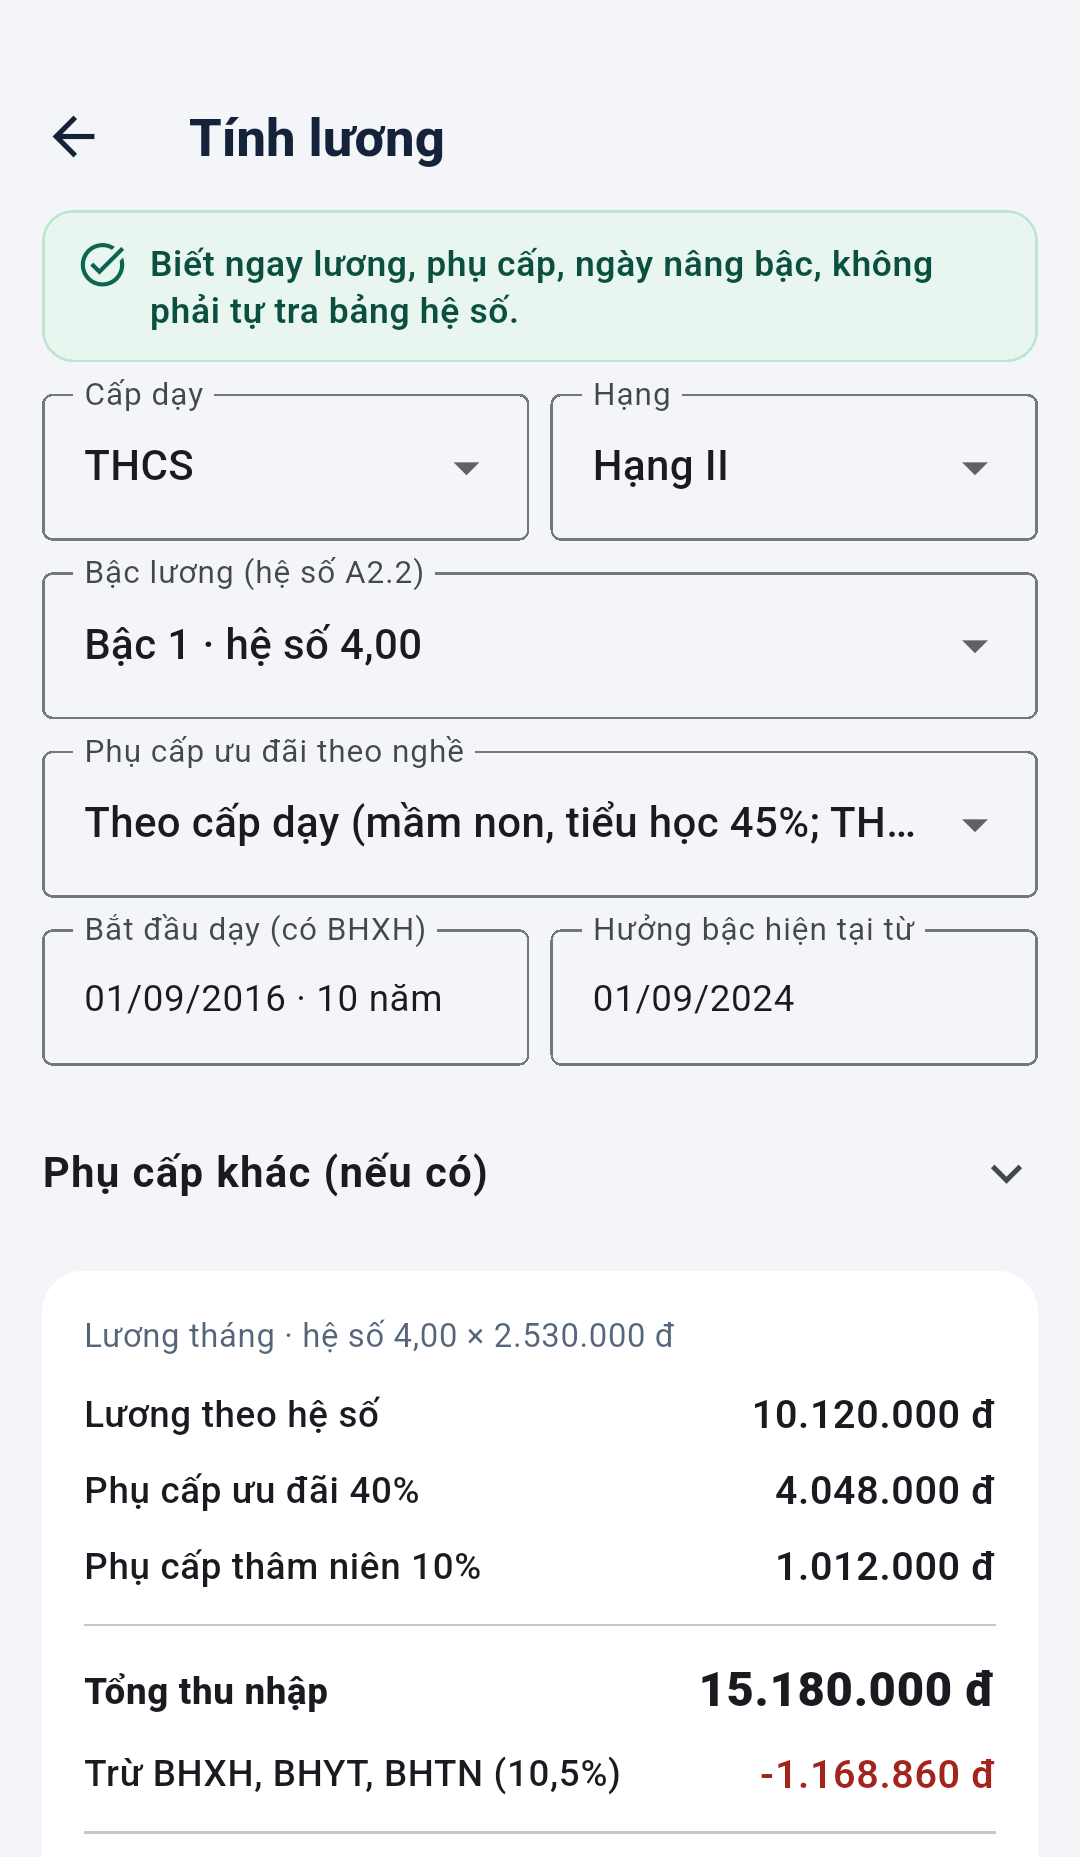 Tính lương
Biết ngay lương, phụ cấp, ngày nâng bậc, không
phải tự tra bảng hệ số.
Cấp dạy
THCS
Hạng
Hạng II
Bậc lương (hệ số A2.2)
Bậc 1 · hệ số 4,00
Phụ cấp ưu đãi theo nghề
Theo cấp dạy (mầm non, tiểu học 45%; TH...
Bắt đầu dạy (có BHXH)
01/09/2016 · 10 năm
Hưởng bậc hiện tại từ
01/09/2024
Phụ cấp khác (nếu có)
Lương tháng · hệ số 4,00 × 2.530.000 đ
Lương theo hệ số 10.120.000 đ
Phụ cấp ưu đãi 40% 4.048.000 đ
Phụ cấp thâm niên 10% 1.012.000 đ
Tổng thu nhập 15.180.000 đ
Trừ BHXH, BHYT, BHTN (10,5%) -1.168.860 đ